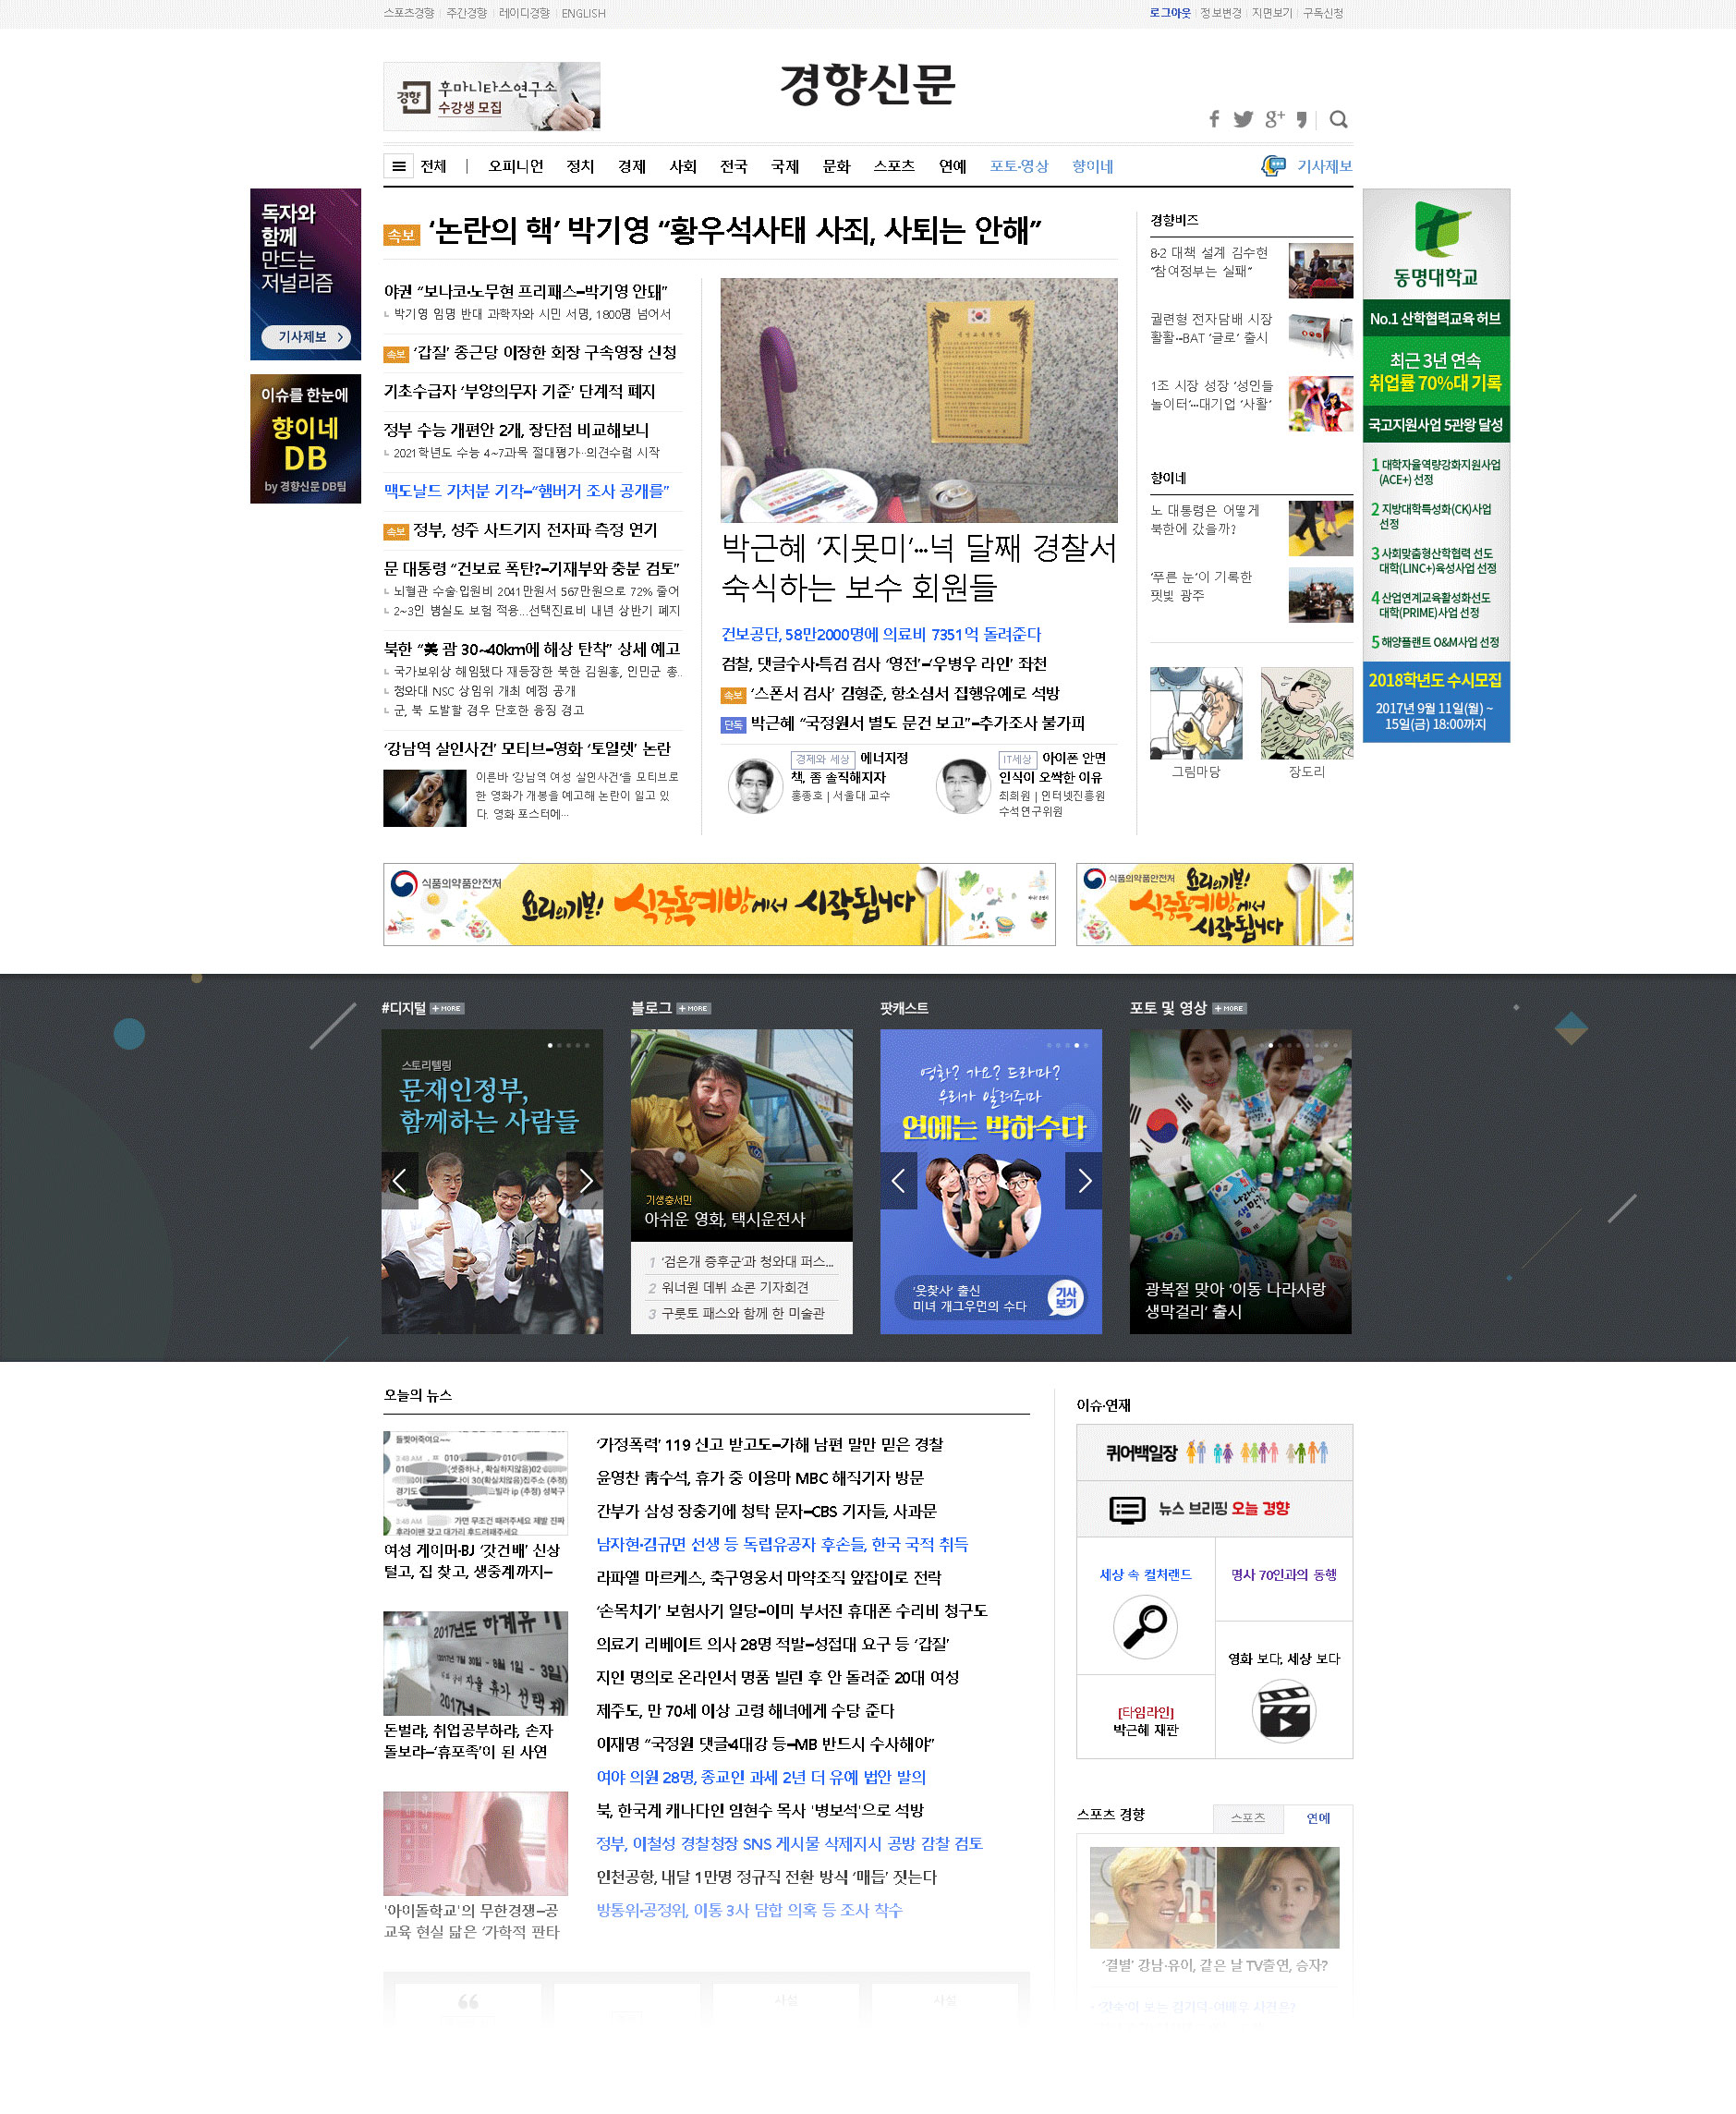 스포츠경향 주간경향 레이디경향 ENGLISH
로그아웃 정보변경 지면보기 구독신청
경향 후마니타스연구소
수강생 모집
경향신문
전체 오피니언 정치 경제 사회 전국 국제 문화 스포츠 연예 포토·영상 향이네
기사제보
독자와
함께
만드는
저널리즘
기사제보
이슈를 한눈에
향이네
DB
by 경향신문 DB팀
속보 ‘논란의 핵’ 박기영 “황우석사태 사죄, 사퇴는 안해”
야권 “보나코·노무현 프리패스…박기영 안돼”
박기영 임명 반대 과학자와 시민 서명, 1800명 넘어서
속보 ‘갑질’ 종근당 이장한 회장 구속영장 신청
기초수급자 ‘부양의무자 기준’ 단계적 폐지
정부 수능 개편안 2개, 장단점 비교해보니
2021학년도 수능 4~7과목 절대평가··의견수렴 시작
맥도날드 가처분 기각…“햄버거 조사 공개를”
속보 정부, 성주 사드기지 전자파 측정 연기
문 대통령 “건보료 폭탄?…기재부와 충분 검토”
뇌혈관 수술·입원비 2041만원서 567만원으로 72% 줄어
2~3인 병실도 보험 적용...선택진료비 내년 상반기 폐지
북한 “美 괌 30~40km에 해상 탄착” 상세 예고
국가보위상 해임됐다 재등장한 북한 김원홍, 인민군 총..
청와대 NSC 상임위 개최 예정 공개
군, 북 도발할 경우 단호한 응징 경고
‘강남역 살인사건’ 모티브…영화 ‘토일렛’ 논란
이른바 ‘강남역 여성 살인사건’을 모티브로
한 영화가 개봉을 예고해 논란이 일고 있
다. 영화 포스터에…
박근혜 ‘지못미’…넉 달째 경찰서
숙식하는 보수 회원들
건보공단, 58만2000명에 의료비 7351억 돌려준다
검찰, 댓글수사·특검 검사 ‘영전’…‘우병우 라인’ 좌천
속보 ‘스폰서 검사’ 김형준, 항소심서 집행유예로 석방
단독 박근혜 “국정원서 별도 문건 보고”…추가조사 불가피
경제와 세상 에너지정
책, 좀 솔직해지자
홍종호 | 서울대 교수
IT세상 아이폰 안면
인식이 오싹한 이유
최희원 | 인터넷진흥원
수석연구위원
경향비즈
8·2 대책 설계 김수현
“참여정부는 실패”
궐련형 전자담배 시장
활활…BAT ‘글로’ 출시
1조 시장 성장 ‘성인들
놀이터’…대기업 ‘사활’
향이네
노 대통령은 어떻게
북한에 갔을까?
‘푸른 눈’이 기록한
핏빛 광주
그림마당 장도리
동명대학교
No.1 산학협력교육 허브
최근 3년 연속
취업률 70%대 기록
국고지원사업 5관왕 달성
1 대학자율역량강화지원사업
(ACE+) 선정
2 지방대학특성화(CK)사업
선정
3 사회맞춤형산학협력 선도
대학(LINC+)육성사업 선정
4 산업연계교육활성화선도
대학(PRIME)사업 선정
5 해양플랜트 O&M사업 선정
2018학년도 수시모집
2017년 9월 11일(월) ~
15일(금) 18:00까지
식품의약품안전처 요리의 기본! 식중독예방에서 시작됩니다
식품의약품안전처 요리의 기본!
식중독예방에서
시작됩니다
#디지털 +MORE
스토리텔링
문재인정부,
함께하는 사람들
블로그 +MORE
기생충서민
아쉬운 영화, 택시운전사
1 ‘검은개 증후군’과 청와대 퍼스...
2 워너원 데뷔 쇼콘 기자회견
3 구릿토 패스와 함께 한 미술관
팟캐스트
영화? 가요? 드라마?
우리가 알려주마
연예는 박하수다
‘웃찾사’ 출신
미녀 개그우먼의 수다
기사
보기
포토 및 영상 +MORE
광복절 맞아 ‘이동 나라사랑
생막걸리’ 출시
오늘의 뉴스
여성 게이머·BJ ‘갓건배’ 신상
털고, 집 찾고, 생중계까지…
2017년도 하계휴가
돈벌랴, 취업공부하랴, 손자
돌보랴…‘휴포족’이 된 사연
'아이돌학교'의 무한경쟁…공
교육 현실 닮은 ‘가학적 판타
‘가정폭력’ 119 신고 받고도…가해 남편 말만 믿은 경찰
윤영찬 靑수석, 휴가 중 이용마 MBC 해직기자 방문
간부가 삼성 장충기에 청탁 문자…CBS 기자들, 사과문
남자현·김규면 선생 등 독립유공자 후손들, 한국 국적 취득
라파엘 마르케스, 축구영웅서 마약조직 앞잡이로 전락
‘손목치기’ 보험사기 일당…이미 부서진 휴대폰 수리비 청구도
의료기 리베이트 의사 28명 적발…성접대 요구 등 ‘갑질’
지인 명의로 온라인서 명품 빌린 후 안 돌려준 20대 여성
제주도, 만 70세 이상 고령 해녀에게 수당 준다
이재명 “국정원 댓글·4대강 등…MB 반드시 수사해야”
여야 의원 28명, 종교인 과세 2년 더 유예 법안 발의
북, 한국계 캐나다인 임현수 목사 '병보석'으로 석방
정부, 이철성 경찰청장 SNS 게시물 삭제지시 공방 감찰 검토
인천공항, 내달 1만명 정규직 전환 방식 ‘매듭’ 짓는다
방통위·공정위, 이통 3사 담합 의혹 등 조사 착수
사설 사설
이슈·연재
퀴어백일장
뉴스 브리핑 오늘 경향
세상 속 컬처랜드
명사 70인과의 동행
영화 보다, 세상 보다
[타임라인]
박근혜 재판
스포츠 경향 스포츠 연예
‘결별’ 강남·유이, 같은 날 TV출연, 승자?